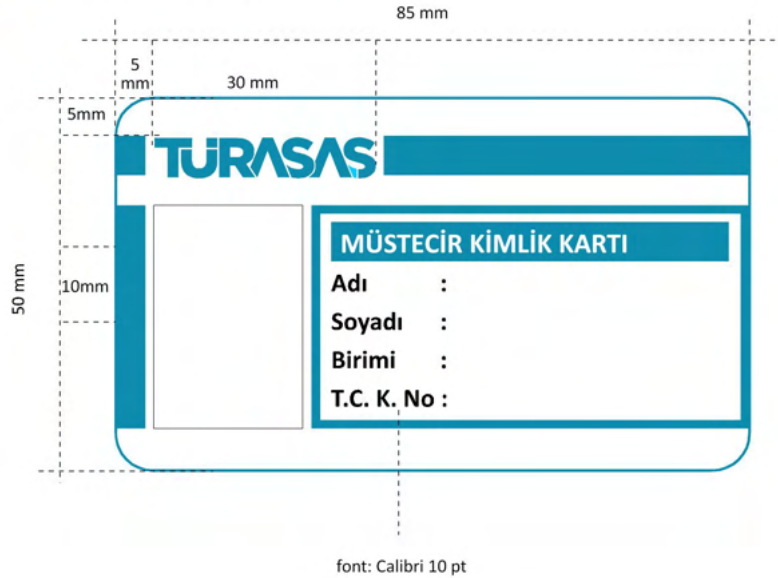 85 mm
5
mm
30 mm
5mm
TÜRASAŞ
MÜSTECİR KİMLİK KARTI
Adı :
50 mm
10mm
Soyadı :
Birimi :
T.C. K. No :
font: Calibri 10 pt